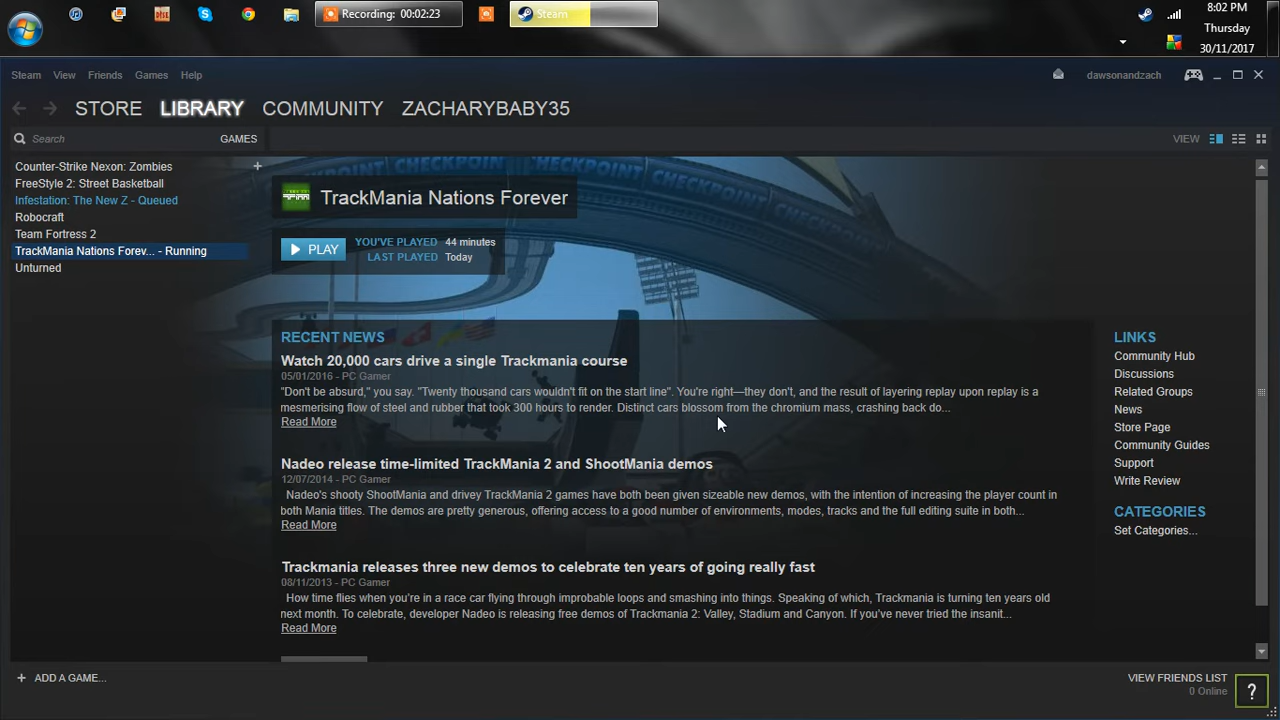 Recording: 00:02:23
Steam
8:02 PM
Thursday
30/11/2017
Steam View Friends Games Help
dawsonandzach
STORE LIBRARY COMMUNITY ZACHARYBABY35
Search GAMES
VIEW
Counter-Strike Nexon: Zombies
FreeStyle 2: Street Basketball
Infestation: The New Z - Queued
Robocraft
Team Fortress 2
TrackMania Nations Forev... - Running
Unturned
CHECKPOINT CHECKPOINT CHECKPOINT
TrackMania Nations Forever
PLAY
YOU'VE PLAYED 44 minutes
LAST PLAYED Today
RECENT NEWS
Watch 20,000 cars drive a single Trackmania course
05/01/2016 - PC Gamer
"Don't be absurd," you say. "Twenty thousand cars wouldn't fit on the start line". You're right—they don't, and the result of layering replay upon replay is a
mesmerising flow of steel and rubber that took 300 hours to render. Distinct cars blossom from the chromium mass, crashing back do...
Read More
Nadeo release time-limited TrackMania 2 and ShootMania demos
12/07/2014 - PC Gamer
Nadeo's shooty ShootMania and drivey TrackMania 2 games have both been given sizeable new demos, with the intention of increasing the player count in
both Mania titles. The demos are pretty generous, offering access to a good number of environments, modes, tracks and the full editing suite in both...
Read More
Trackmania releases three new demos to celebrate ten years of going really fast
08/11/2013 - PC Gamer
How time flies when you're in a race car flying through improbable loops and smashing into things. Speaking of which, Trackmania is turning ten years old
next month. To celebrate, developer Nadeo is releasing free demos of Trackmania 2: Valley, Stadium and Canyon. If you've never tried the insanit...
Read More
LINKS
Community Hub
Discussions
Related Groups
News
Store Page
Community Guides
Support
Write Review
CATEGORIES
Set Categories...
+ ADD A GAME...
VIEW FRIENDS LIST
0 Online
?